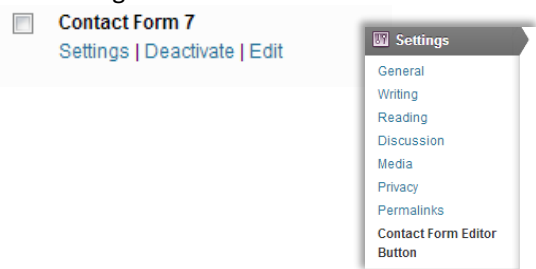 Contact Form 7
Settings | Deactivate | Edit
Settings
General
Writing
Reading
Discussion
Media
Privacy
Permalinks
Contact Form Editor
Button